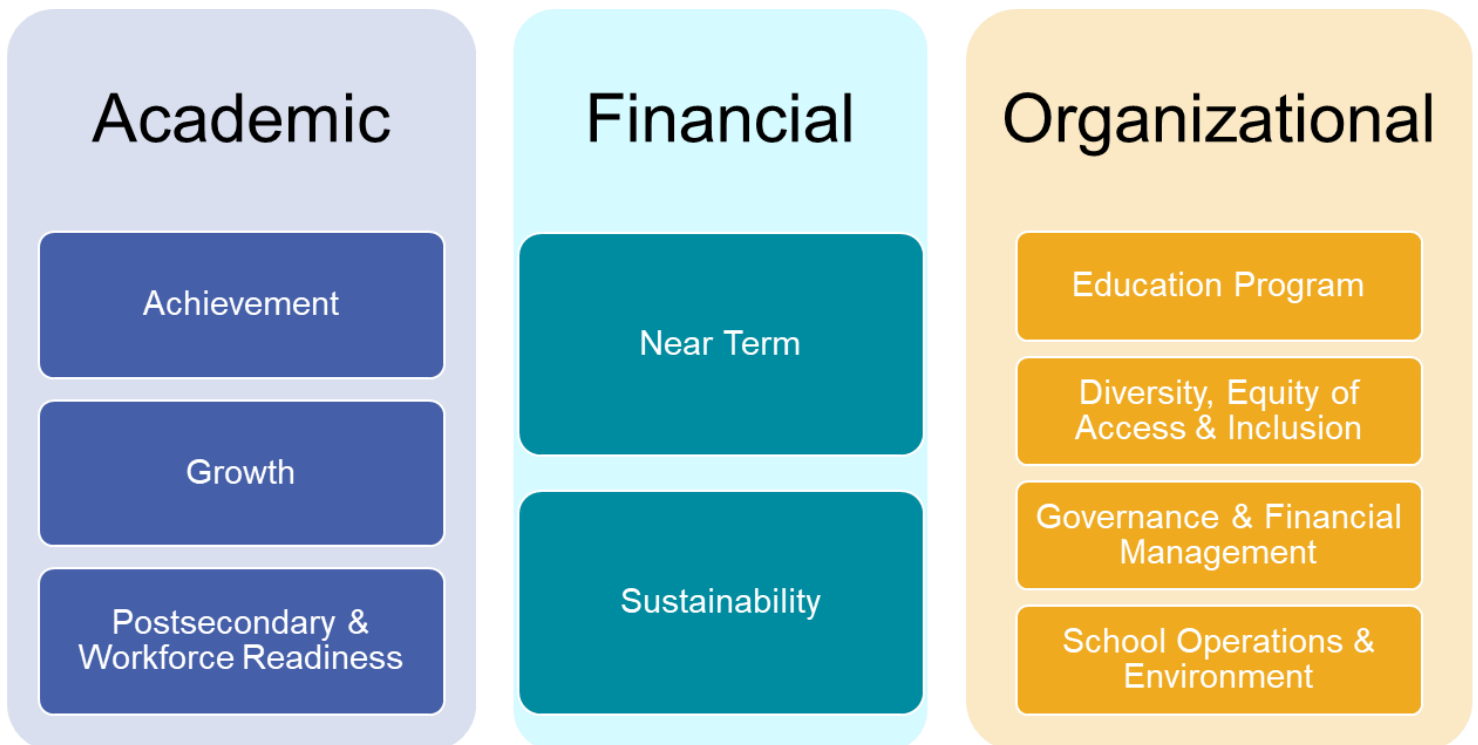 Academic
Achievement
Growth
Postsecondary &
Workforce Readiness
Financial
Near Term
Sustainability
Organizational
Education Program
Diversity, Equity of
Access & Inclusion
Governance & Financial
Management
School Operations &
Environment